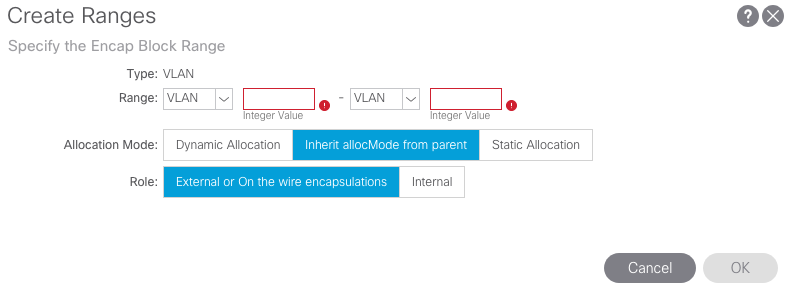 Create Ranges
Specify the Encap Block Range
Type: VLAN
Range: VLAN - VLAN
Integer Value Integer Value
Allocation Mode: Dynamic Allocation Inherit allocMode from parent Static Allocation
Role: External or On the wire encapsulations Internal
Cancel OK